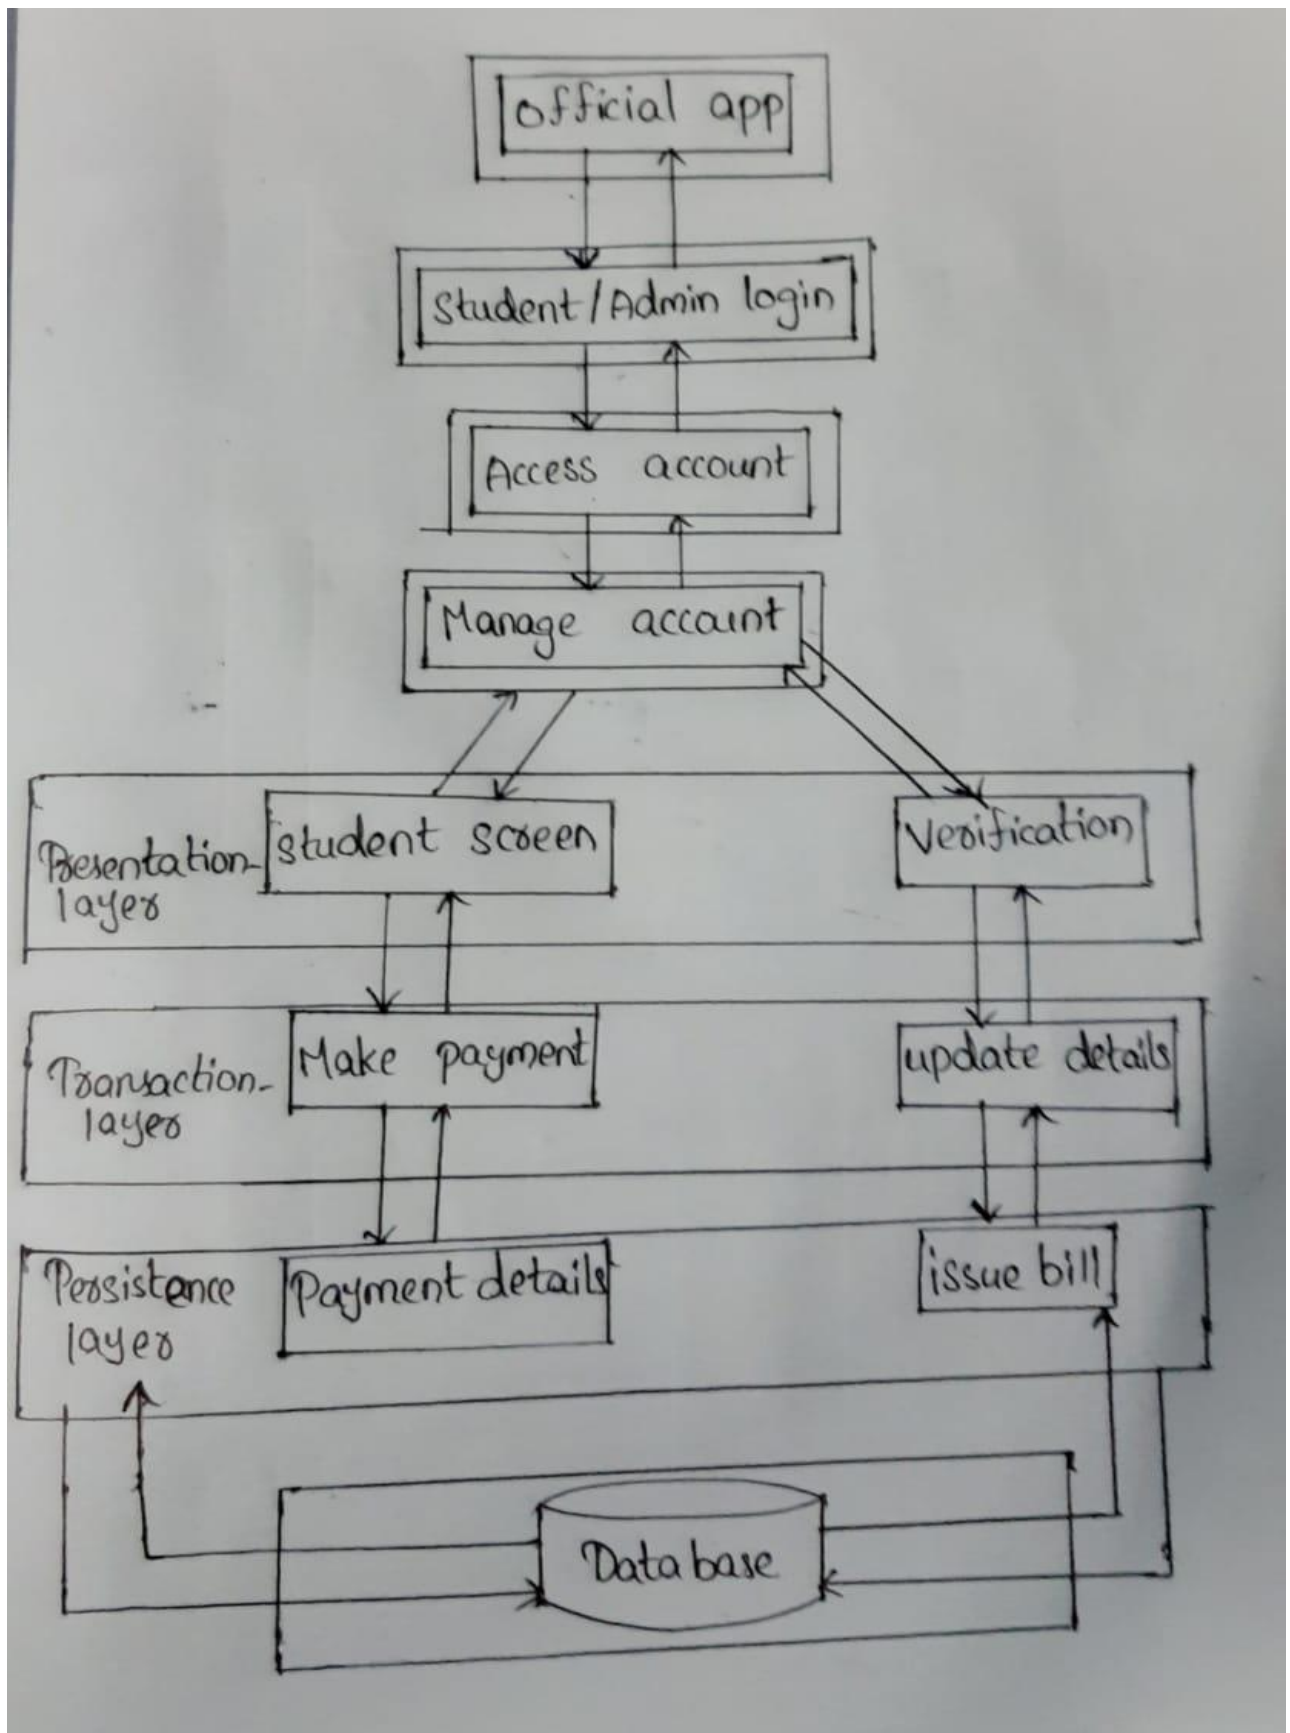 Official app
Student/Admin login
Access account
Manage account
Presentation-
layer
Student screen
Verification
Transaction-
layer
Make payment
update details
Persistence
layer
Payment details
issue bill
Database